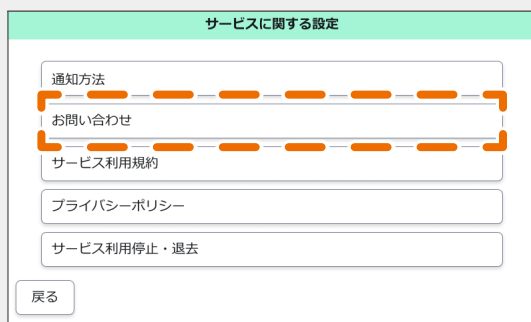 サービスに関する設定
通知方法
お問い合わせ
サービス利用規約
プライバシーポリシー
サービス利用停止・退去
戻る